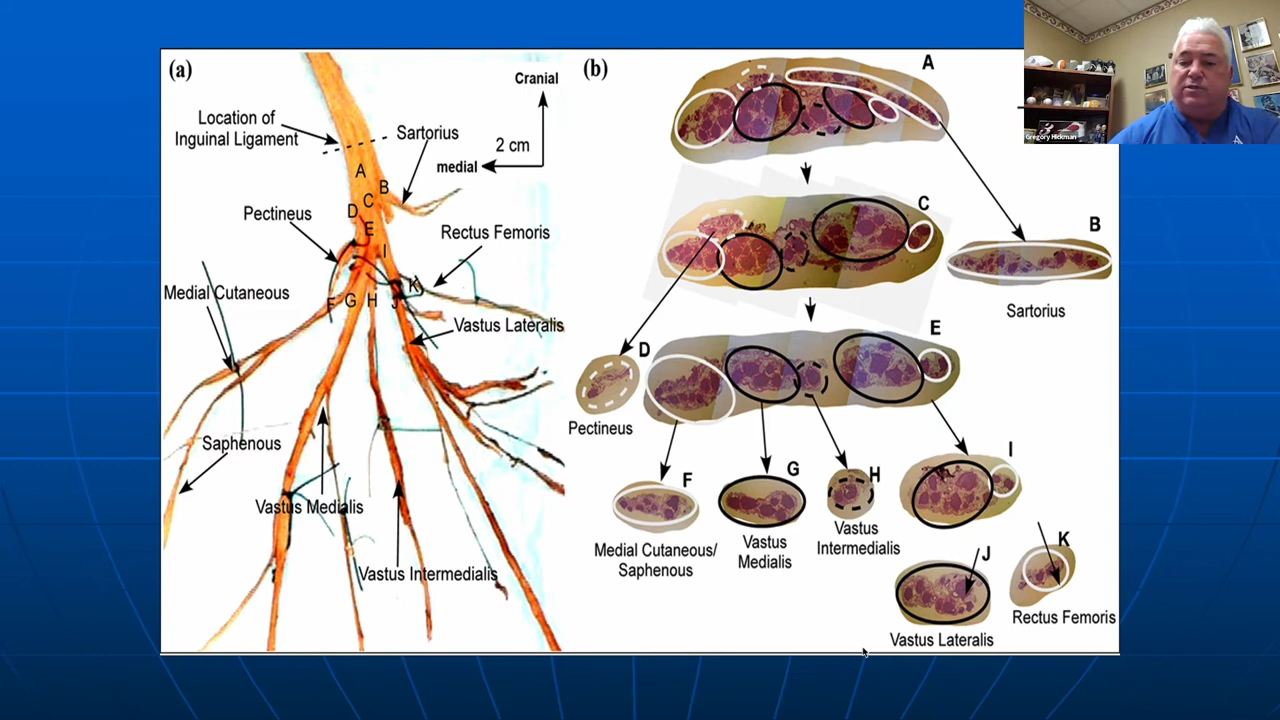 (a)
Location of
Inguinal Ligament
Cranial
2 cm
medial
Sartorius
Pectineus
Rectus Femoris
Medial Cutaneous
Vastus Lateralis
Saphenous
Vastus Medialis
Vastus Intermedialis
A
B
C
D
E
I
K
F
G
H
J
(b)
A
C
B
Sartorius
E
D
Pectineus
F
Medial Cutaneous/
Saphenous
G
Vastus
Medialis
H
Vastus
Intermedialis
I
J
Vastus Lateralis
K
Rectus Femoris
Gregory Hickman